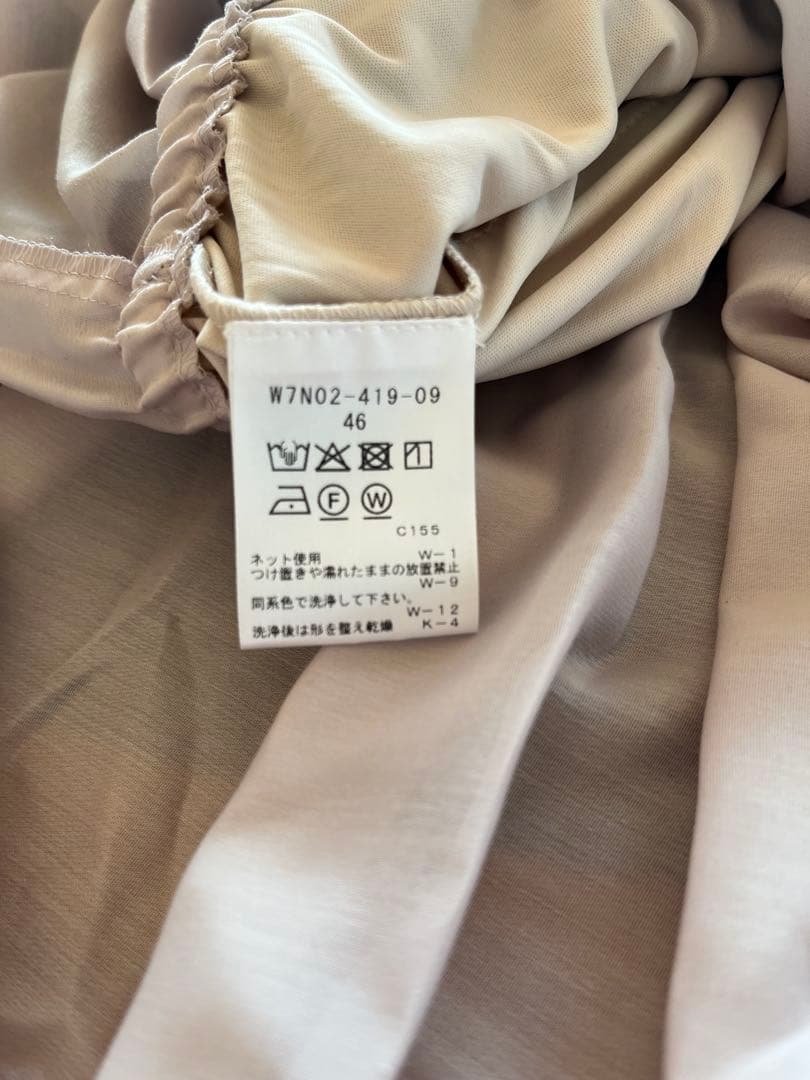 W7N02-419-09
46
F W
C155
ネット使用 W-1
つけ置きや濡れたままの放置禁止
W-9
同系色で洗浄して下さい。
W-12
洗浄後は形を整え乾燥 K-4